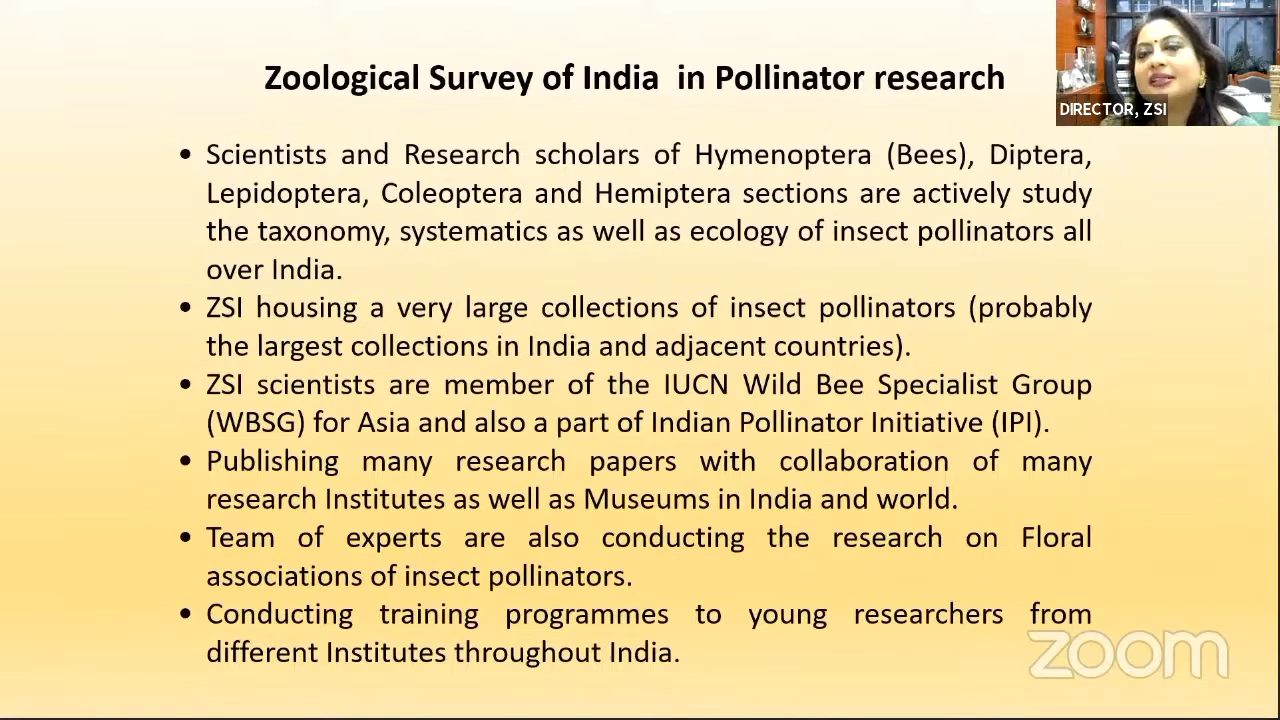 Zoological Survey of India in Pollinator research
DIRECTOR, ZSI
• Scientists and Research scholars of Hymenoptera (Bees), Diptera,
Lepidoptera, Coleoptera and Hemiptera sections are actively study
the taxonomy, systematics as well as ecology of insect pollinators all
over India.
• ZSI housing a very large collections of insect pollinators (probably
the largest collections in India and adjacent countries).
• ZSI scientists are member of the IUCN Wild Bee Specialist Group
(WBSG) for Asia and also a part of Indian Pollinator Initiative (IPI).
• Publishing many research papers with collaboration of many
research Institutes as well as Museums in India and world.
• Team of experts are also conducting the research on Floral
associations of insect pollinators.
• Conducting training programmes to young researchers from
different Institutes throughout India.
zoom